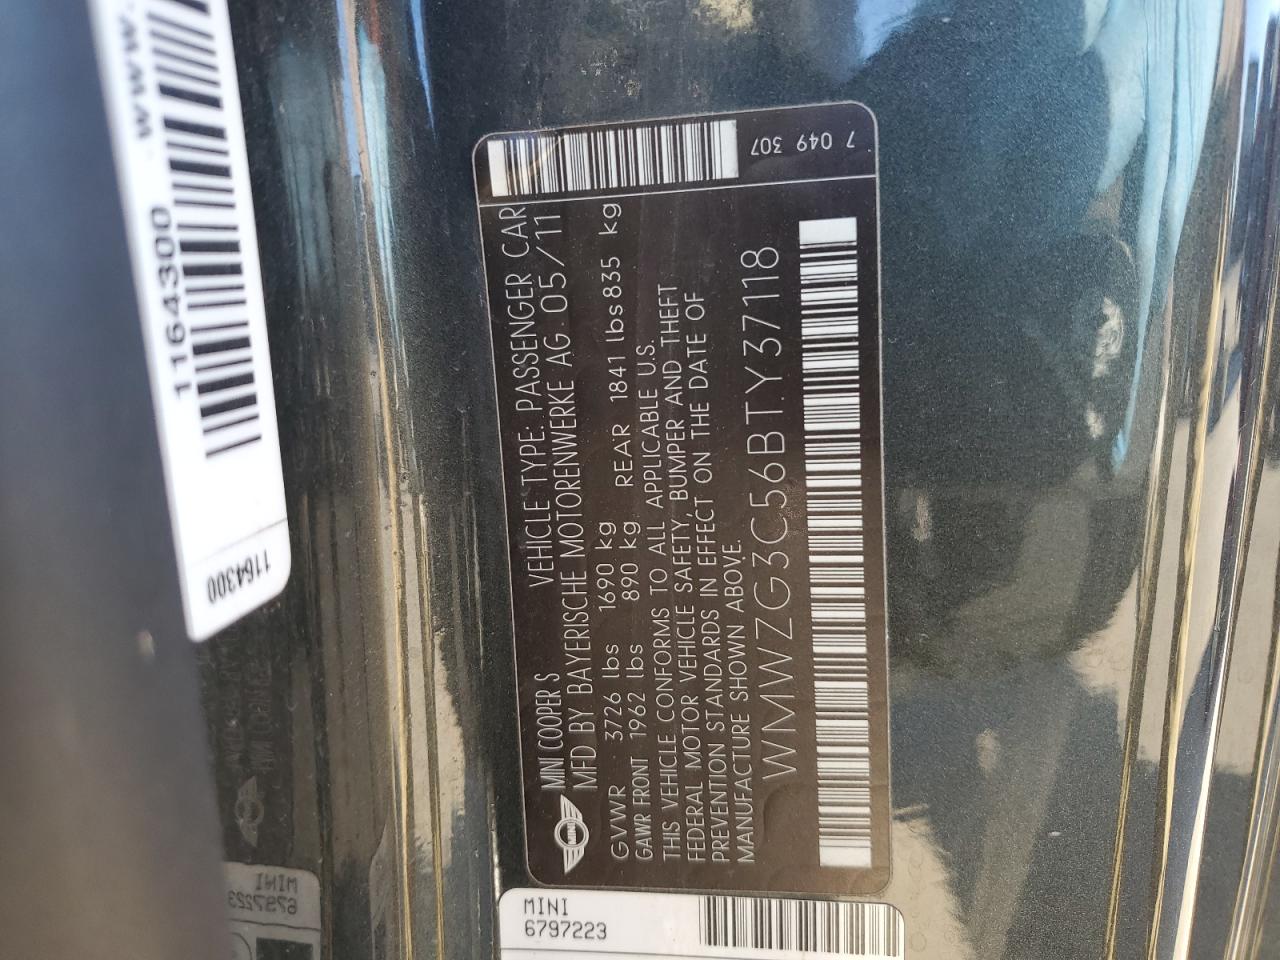 MINI COOPER S VEHICLE TYPE: PASSENGER CAR
MFD BY BAYERISCHE MOTORENWERKE AG 05/11
GVWR 3726 lbs 1690 kg
GAWR FRONT 1962 lbs 890 kg REAR 1841 lbs 835 kg
THIS VEHICLE CONFORMS TO ALL APPLICABLE U.S.
FEDERAL MOTOR VEHICLE SAFETY, BUMPER AND THEFT
PREVENTION STANDARDS IN EFFECT ON THE DATE OF
MANUFACTURE SHOWN ABOVE.
WMWZG3C56BTY37118
7 049 307
MINI
MINI
6797223
1164300
1164300
www.
MINI
6797223